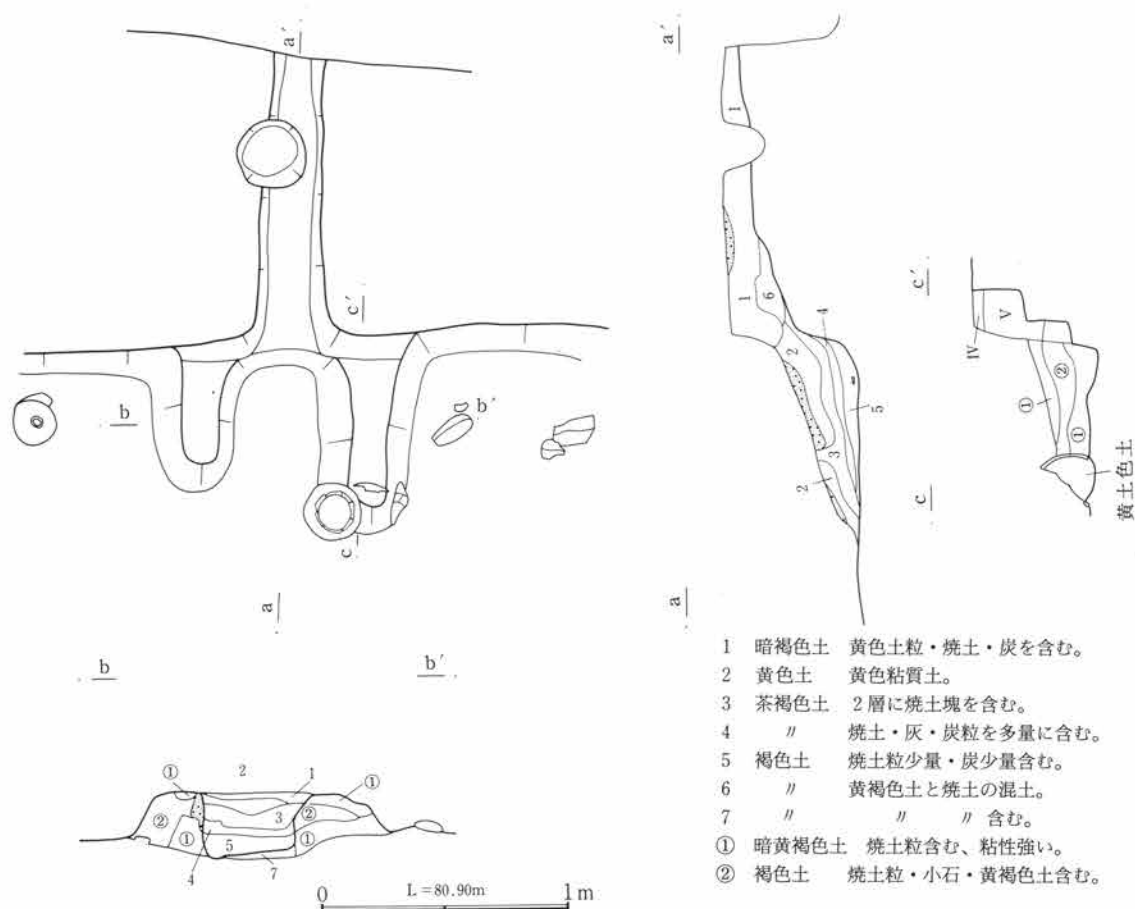 a′
c′
b
b′
c
a
a′
1
1
6
4
2
5
3
2
a
c′
Ⅴ
Ⅳ
②
①
①
黄土色土
c
b
b′
①
2
1
①
②
3
②
①
①
5
4
7
0
L=80.90m
1m
1 暗褐色土 黄色土粒・焼土・炭を含む。
2 黄色土 黄色粘質土。
3 茶褐色土 2層に焼土塊を含む。
4 〃 焼土・灰・炭粒を多量に含む。
5 褐色土 焼土粒少量・炭少量含む。
6 〃 黄褐色土と焼土の混土。
7 〃 〃 〃 含む。
① 暗黄褐色土 焼土粒含む、粘性強い。
② 褐色土 焼土粒・小石・黄褐色土含む。